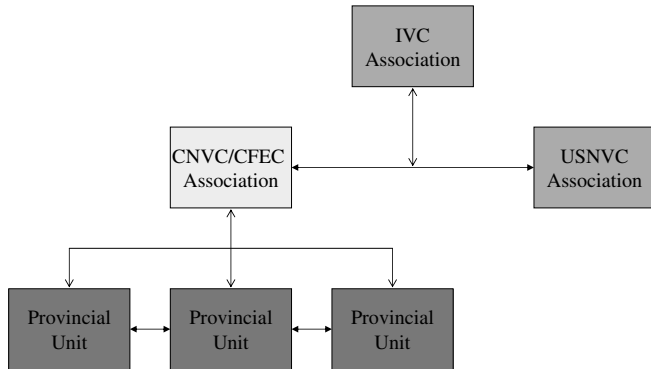 IVC
Association
CNVC/CFEC
Association
USNVC
Association
Provincial
Unit
Provincial
Unit
Provincial
Unit